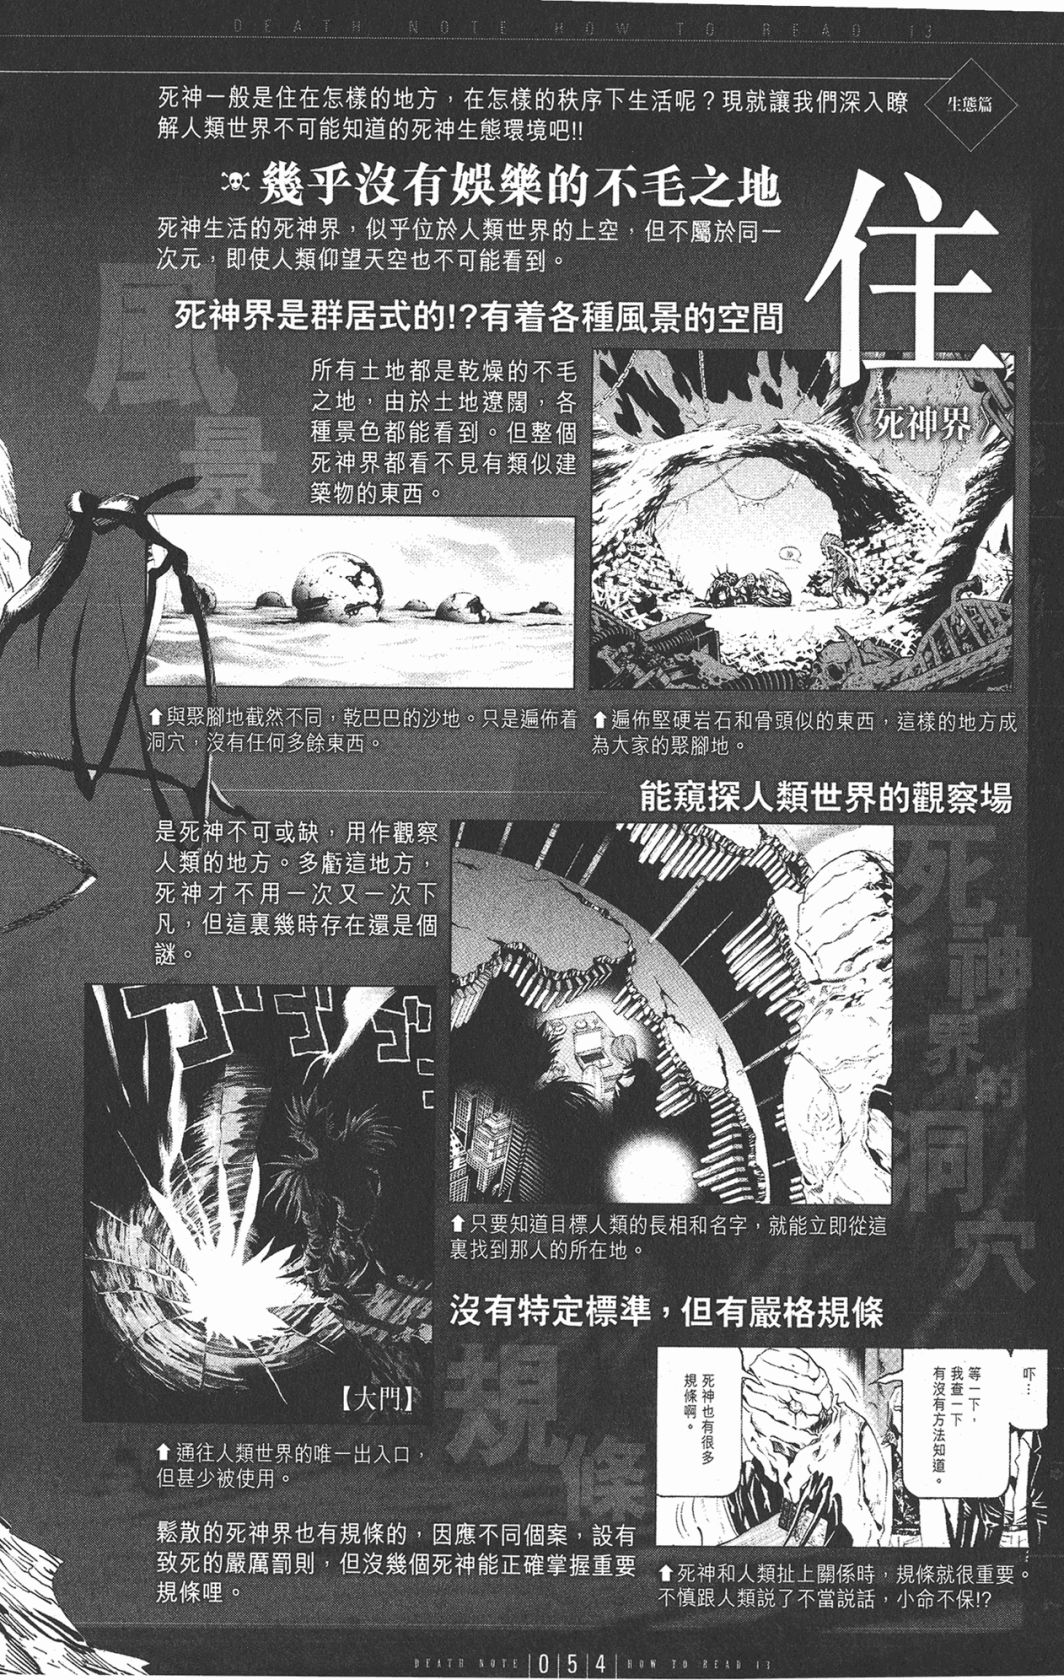 DEATH NOTE HOW TO READ 13
生態篇
死神一般是住在怎樣的地方，在怎樣的秩序下生活呢？現就讓我們深入瞭
解人類世界不可能知道的死神生態環境吧!!
住
幾乎沒有娛樂的不毛之地
死神生活的死神界，似乎位於人類世界的上空，但不屬於同一
次元，即使人類仰望天空也不可能看到。
風景
死神界是群居式的!?有着各種風景的空間
所有土地都是乾燥的不毛
之地，由於土地遼闊，各
種景色都能看到。但整個
死神界都看不見有類似建
築物的東西。
《死神界》
⬆與聚腳地截然不同，乾巴巴的沙地。只是遍佈着
洞穴，沒有任何多餘東西。
⬆遍佈堅硬岩石和骨頭似的東西，這樣的地方成
為大家的聚腳地。
能窺探人類世界的觀察場
死神界的洞穴
是死神不可或缺，用作觀察
人類的地方。多虧這地方，
死神才不用一次又一次下
凡，但這裏幾時存在還是個
謎。
ゴゴゴゴ
⬆只要知道目標人類的長相和名字，就能立即從這
裏找到那人的所在地。
【大門】
⬆通往人類世界的唯一出入口，
但甚少被使用。
沒有特定標準，但有嚴格規條
規條
吓…
等一下，
我查一下
有沒有方法知道。
死神也有很多
規條啊。
鬆散的死神界也有規條的，因應不同個案，設有
致死的嚴厲罰則，但沒幾個死神能正確掌握重要
規條哩。
⬆死神和人類扯上關係時，規條就很重要。
不慎跟人類説了不當説話，小命不保!?
DEATH NOTE 054 HOW TO READ 13